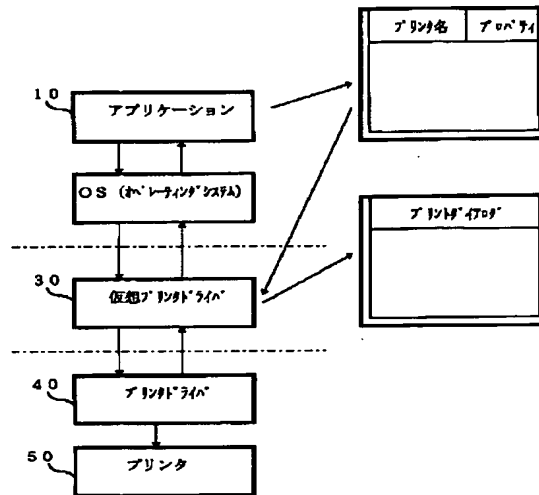 プリンタ名 プロパティ
10
アプリケーション
OS (オペレーティングシステム)
プリントダイアログ
30
仮想プリンタドライバ
40
プリンタドライバ
50
プリンタ